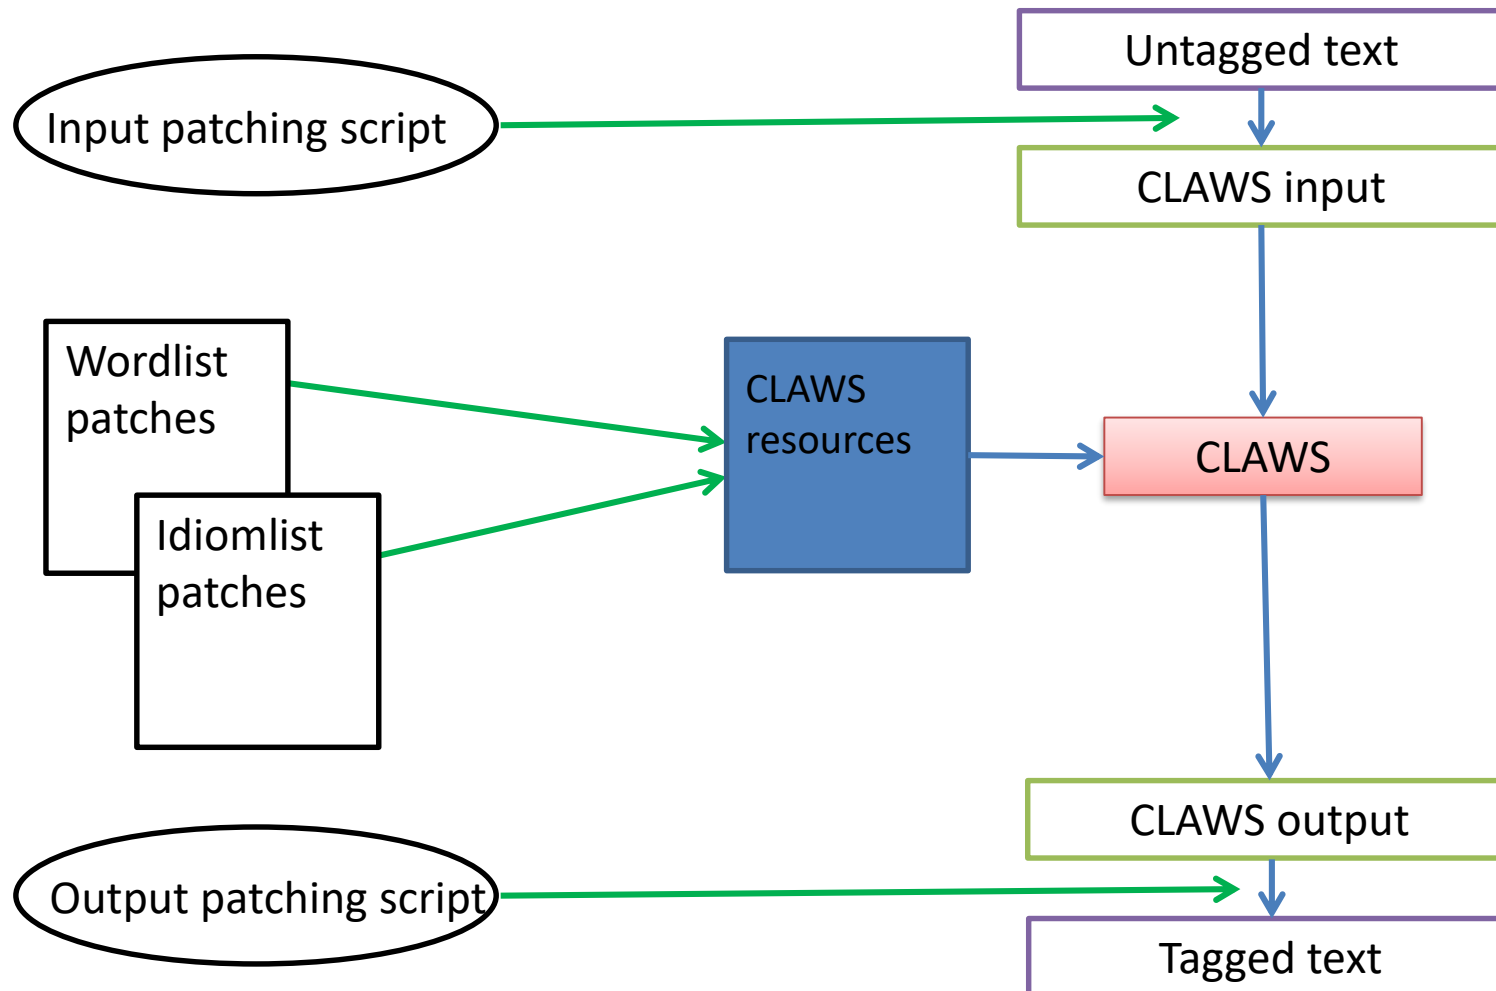 Untagged text
Input patching script
CLAWS input
Wordlist
patches
CLAWS
resources
CLAWS
Idiomlist
patches
CLAWS output
Output patching script
Tagged text